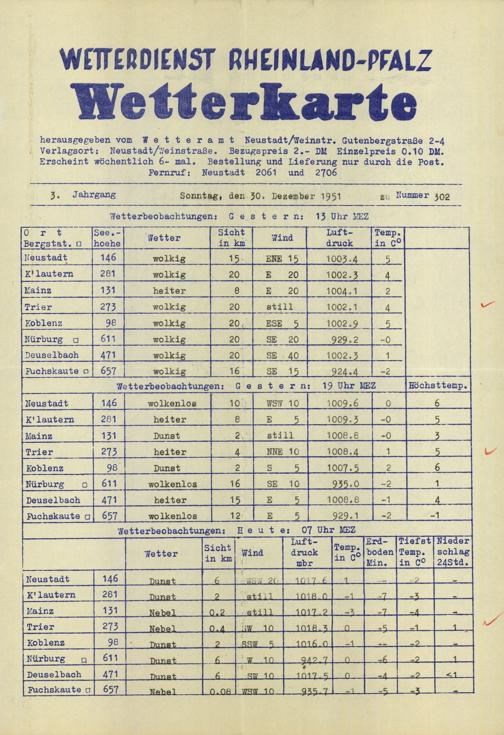 WETTERDIENST RHEINLAND-PFALZ
Wetterkarte
herausgegeben vom W e t t e r a m t Neustadt/Weinstr. Gutenbergstraße 2-4
Verlagsort: Neustadt/Weinstraße. Bezugspreis 2.- DM Einzelpreis 0.10 DM.
Erscheint wöchentlich 6- mal. Bestellung und Lieferung nur durch die Post.
Fernruf: Neustadt 2061 und 2706
3. Jahrgang Sonntag, den 30. Dezember 1951 zu Nummer 302
Wetterbeobachtungen: G e s t e r n: 13 Uhr MEZ
O r t See.- Wetter Sicht Wind Luft- Temp.
Bergstat. □ hoehe in km druck in C°
Neustadt 146 wolkig 15 ENE 15 1003.4 5
K'lautern 281 wolkig 20 E 20 1002.3 4
Mainz 131 heiter 8 E 20 1004.1 2
Trier 273 wolkig 20 still 1002.1 4
Koblenz 98 wolkig 20 ESE 5 1002.9 5
Nürburg □ 611 wolkig 20 SE 20 929.2 -0
Deuselbach 471 wolkig 20 SE 40 1002.3 1
Fuchskaute □ 657 wolkig 16 SE 15 924.4 -2
Wetterbeobachtungen: G e s t e r n: 19 Uhr MEZ Höchsttemp.
Neustadt 146 wolkenlos 10 WSW 10 1009.6 0 6
K'lautern 281 heiter 8 E 5 1009.3 -0 5
Mainz 131 Dunst 2 still 1008.8 -0 3
Trier 273 heiter 4 NNE 10 1008.4 1 5
Koblenz 98 Dunst 2 S 5 1007.5 2 6
Nürburg □ 611 wolkenlos 16 SE 10 935.0 -2 1
Deuselbach 471 heiter 15 E 5 1008.8 -1 4
Fuchskaute □ 657 wolkenlos 12 E 5 929.1 -2 -1
Wetterbeobachtungen: H e u t e: 07 Uhr MEZ
Wetter Sicht in km Wind Luft- druck mbr Temp. in C° Erd- boden Min. Tiefst Temp. in C° Nieder schlag 24Std.
Neustadt 146 Dunst 6 WSW 20 1017.6 1 -- -2 -
K'lautern 281 Dunst 2 still 1018.0 -1 -7 -3 -
Mainz 131 Nebel 0.2 still 1017.2 -3 -7 -4 -
Trier 273 Nebel 0.4 SW 10 1018.3 0 -5 -1 1
Koblenz 98 Dunst 2 SSW 5 1016.0 -1 -- -2 -
Nürburg □ 611 Dunst 6 W 10 942.7 0 -6 -2 1
Deuselbach 471 Dunst 6 SW 10 1017.5 0 -4 -2 <1
Fuchskaute □ 657 Nebel 0.08 WSW 10 935.7 -1 -5 -3 -